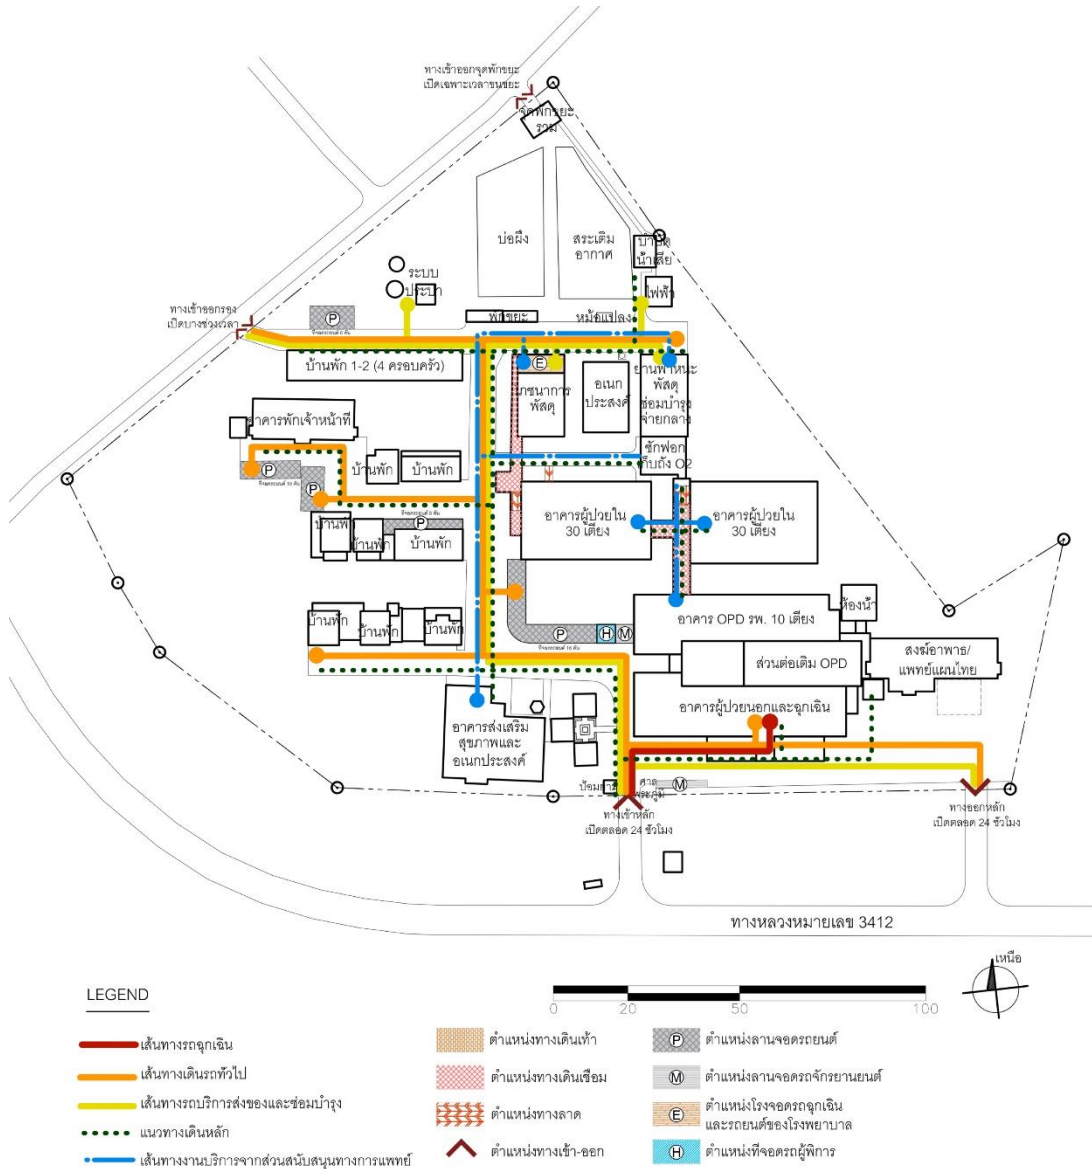 ทางเข้าออกจุดพักขยะ
เปิดเฉพาะเวลาขนขยะ
จุดพักขยะ
รวม
บ่อผึ่ง
สระเติม
อากาศ
บำบัด
น้ำเสีย
ไฟฟ้า
ระบบ
ประปา
ทางเข้าออกรอง
เปิดบางช่วงเวลา
P
พักขยะ
หม้อแปลง
บ้านพัก 1-2 (4 ครอบครัว)
E
เภสัชกรรม
พัสดุ
อเนก
ประสงค์
ยานพาหนะ
พัสดุ
ซ่อมบำรุง
จ่ายกลาง
ซักฟอก
เก็บถัง O2
อาคารพักเจ้าหน้าที่
บ้านพัก
บ้านพัก
P
P
P
บ้านพัก
บ้านพัก
บ้านพัก
อาคารผู้ป่วยใน
30 เตียง
อาคารผู้ป่วยใน
30 เตียง
บ้านพัก
บ้านพัก
บ้านพัก
P
H
M
อาคาร OPD รพ. 10 เตียง
ห้องน้ำ
ส่วนต่อเติม OPD
สงฆ์อาพาธ/
แพทย์แผนไทย
อาคารผู้ป่วยนอกและฉุกเฉิน
อาคารส่งเสริม
สุขภาพและ
อเนกประสงค์
ป้อมยาม
ศาล
พระภูมิ
M
ทางเข้าหลัก
เปิดตลอด 24 ชั่วโมง
ทางออกหลัก
เปิดตลอด 24 ชั่วโมง
ทางหลวงหมายเลข 3412
เหนือ
0 20 50 100
LEGEND
เส้นทางรถฉุกเฉิน
เส้นทางเดินรถทั่วไป
เส้นทางรถบริการส่งของและซ่อมบำรุง
แนวทางเดินหลัก
เส้นทางงานบริการจากส่วนสนับสนุนทางการแพทย์
ตำแหน่งทางเดินเท้า
ตำแหน่งทางเดินเชื่อม
ตำแหน่งทางลาด
ตำแหน่งทางเข้า-ออก
P ตำแหน่งลานจอดรถยนต์
M ตำแหน่งลานจอดรถจักรยานยนต์
E ตำแหน่งโรงจอดรถฉุกเฉิน
และรถยนต์ของโรงพยาบาล
H ตำแหน่งที่จอดรถผู้พิการ